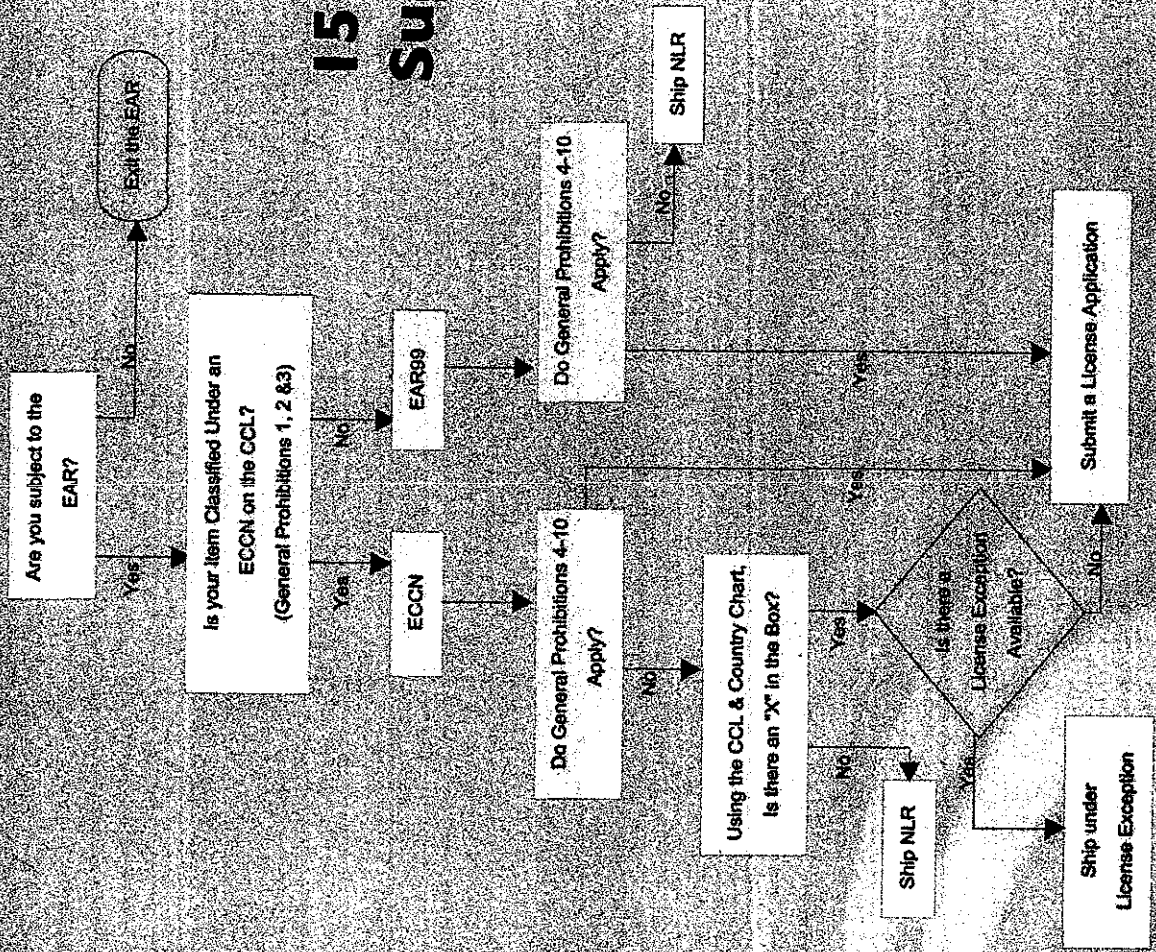 Are you subject to the
EAR?
No
Exit the EAR
Yes
Is your Item Classified Under an
ECCN on the CCL?
(General Prohibitions 1, 2 &3)
Yes
No
ECCN
EAR99
Do General Prohibitions 4-10
Apply?
Do General Prohibitions 4-10
Apply?
No
Ship NLR
No
Yes
Yes
Using the CCL & Country Chart,
Is there an "X" in the Box?
No
Yes
Ship NLR
Is there a
License Exception
Available?
Yes
No
Ship under
License Exception
Submit a License Application
15
Su